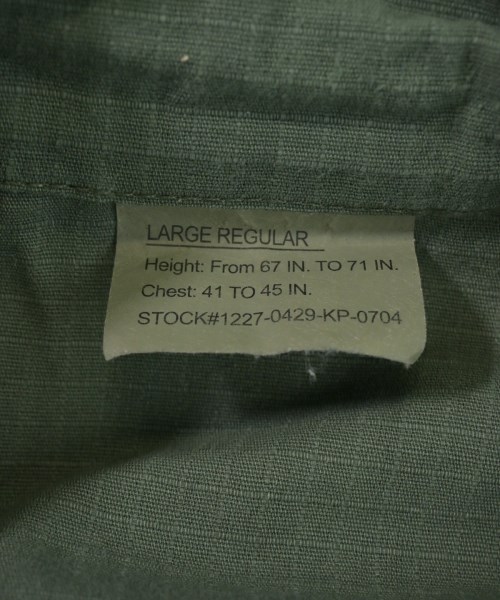 LARGE REGULAR
Height: From 67 IN. TO 71 IN.
Chest: 41 TO 45 IN.
STOCK#1227-0429-KP-0704